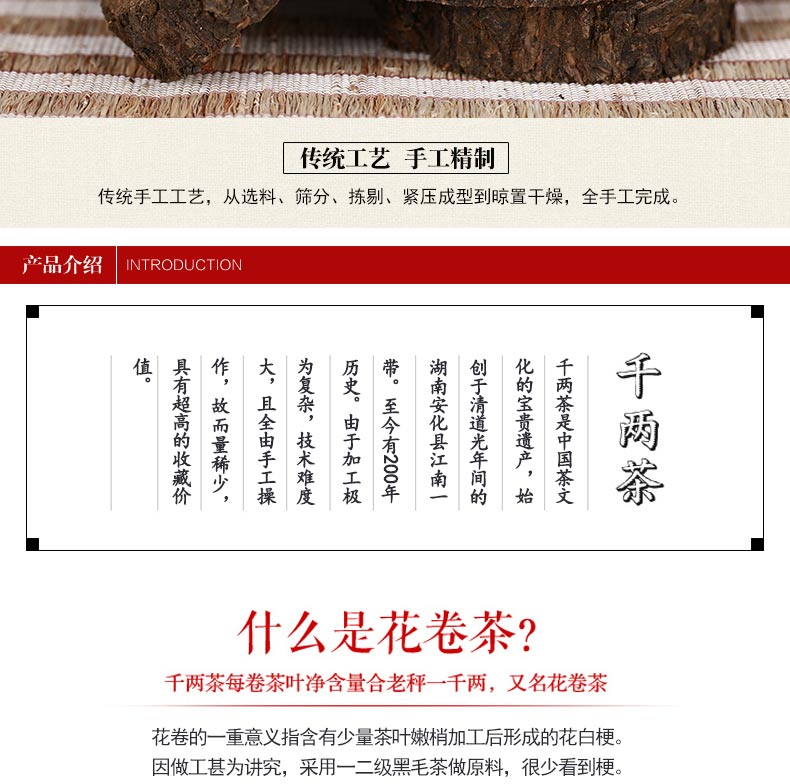 传统工艺 手工精制
传统手工工艺，从选料、筛分、拣剔、紧压成型到晾置干燥，全手工完成。
产品介绍 INTRODUCTION
千两茶
千两茶是中国茶文
化的宝贵遗产，始
创于清道光年间的
湖南安化县江南一
带。至今有200年
历史。由于加工极
为复杂，技术难度
大，且全由手工操
作，故而量稀少，
具有超高的收藏价
值。
什么是花卷茶？
千两茶每卷茶叶净含量合老秤一千两，又名花卷茶
花卷的一重意义指含有少量茶叶嫩梢加工后形成的花白梗。
因做工甚为讲究，采用一二级黑毛茶做原料，很少看到梗。